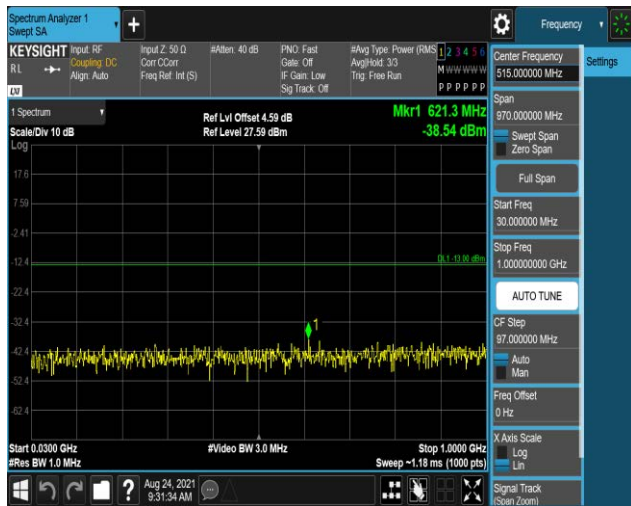 Spectrum Analyzer 1
Swept SA
Frequency
KEYSIGHT
RL
LXI
Input: RF
Coupling: DC
Align: Auto
Input Z: 50 Ω
Corr CCorr
Freq Ref: Int (S)
#Atten: 40 dB
PNO: Fast
Gate: Off
IF Gain: Low
Sig Track: Off
#Avg Type: Power (RMS
Avg|Hold: 3/3
Trig: Free Run
1 2 3 4 5 6
M W W W W W
P P P P P P
1 Spectrum
Scale/Div 10 dB
Log
Ref Lvl Offset 4.59 dB
Ref Level 27.59 dBm
Mkr1 621.3 MHz
-38.54 dBm
17.6
7.59
-2.41
-12.4
-22.4
-32.4
-42.4
-52.4
-62.4
DL1 -13.00 dBm
1
Start 0.0300 GHz
#Res BW 1.0 MHz
#Video BW 3.0 MHz
Stop 1.0000 GHz
Sweep ~1.18 ms (1000 pts)
?
Aug 24, 2021
9:31:34 AM
Center Frequency
515.000000 MHz
Settings
Span
970.000000 MHz
Swept Span
Zero Span
Full Span
Start Freq
30.000000 MHz
Stop Freq
1.000000000 GHz
AUTO TUNE
CF Step
97.000000 MHz
Auto
Man
Freq Offset
0 Hz
X Axis Scale
Log
Lin
Signal Track
(Span Zoom)